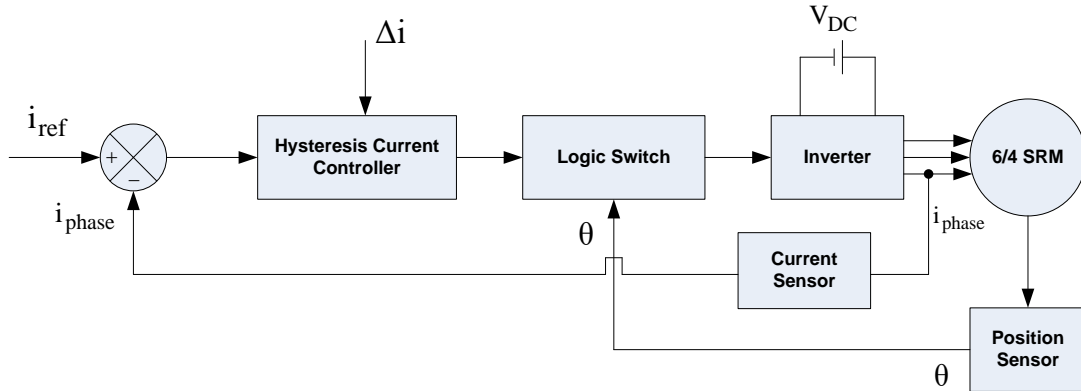 V_DC
Δi
i_ref
+
−
Hysteresis Current
Controller
Logic Switch
Inverter
6/4 SRM
i_phase
θ
i_phase
Current
Sensor
Position
Sensor
θ